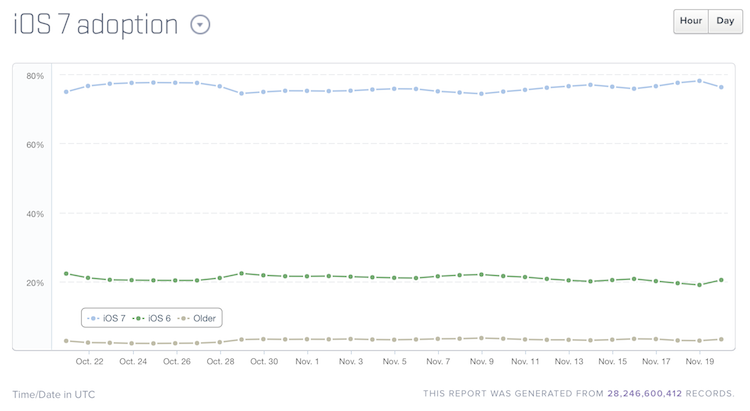 iOS 7 adoption
Hour Day
80%
60%
40%
20%
iOS 7 iOS 6 Older
Oct. 22 Oct. 24 Oct. 26 Oct. 28 Oct. 30 Nov. 1 Nov. 3 Nov. 5 Nov. 7 Nov. 9 Nov. 11 Nov. 13 Nov. 15 Nov. 17 Nov. 19
Time/Date in UTC
THIS REPORT WAS GENERATED FROM 28,246,600,412 RECORDS.